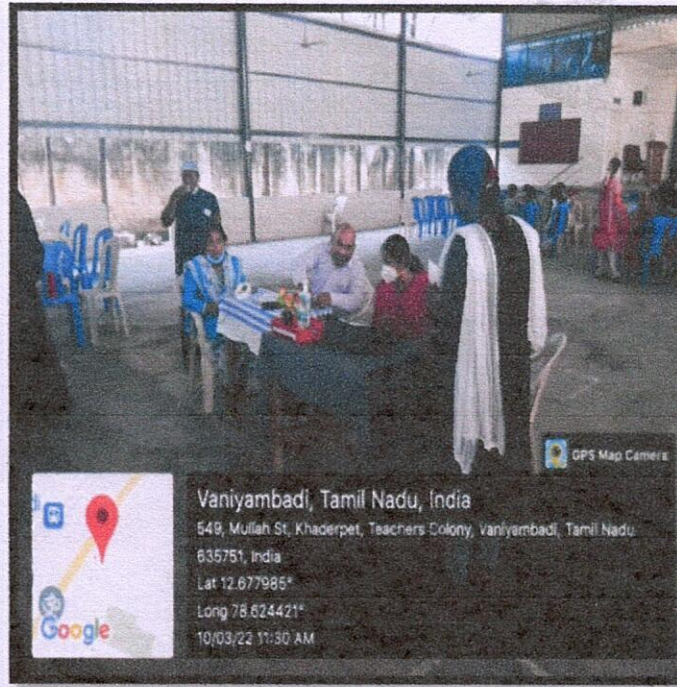 GPS Map Camera
Vaniyambadi, Tamil Nadu, India
549, Mullah St, Khaderpet, Teachers Colony, Vaniyambadi, Tamil Nadu
635751, India
Lat 12.677985°
Long 78.624421°
10/03/22 11:30 AM
Google